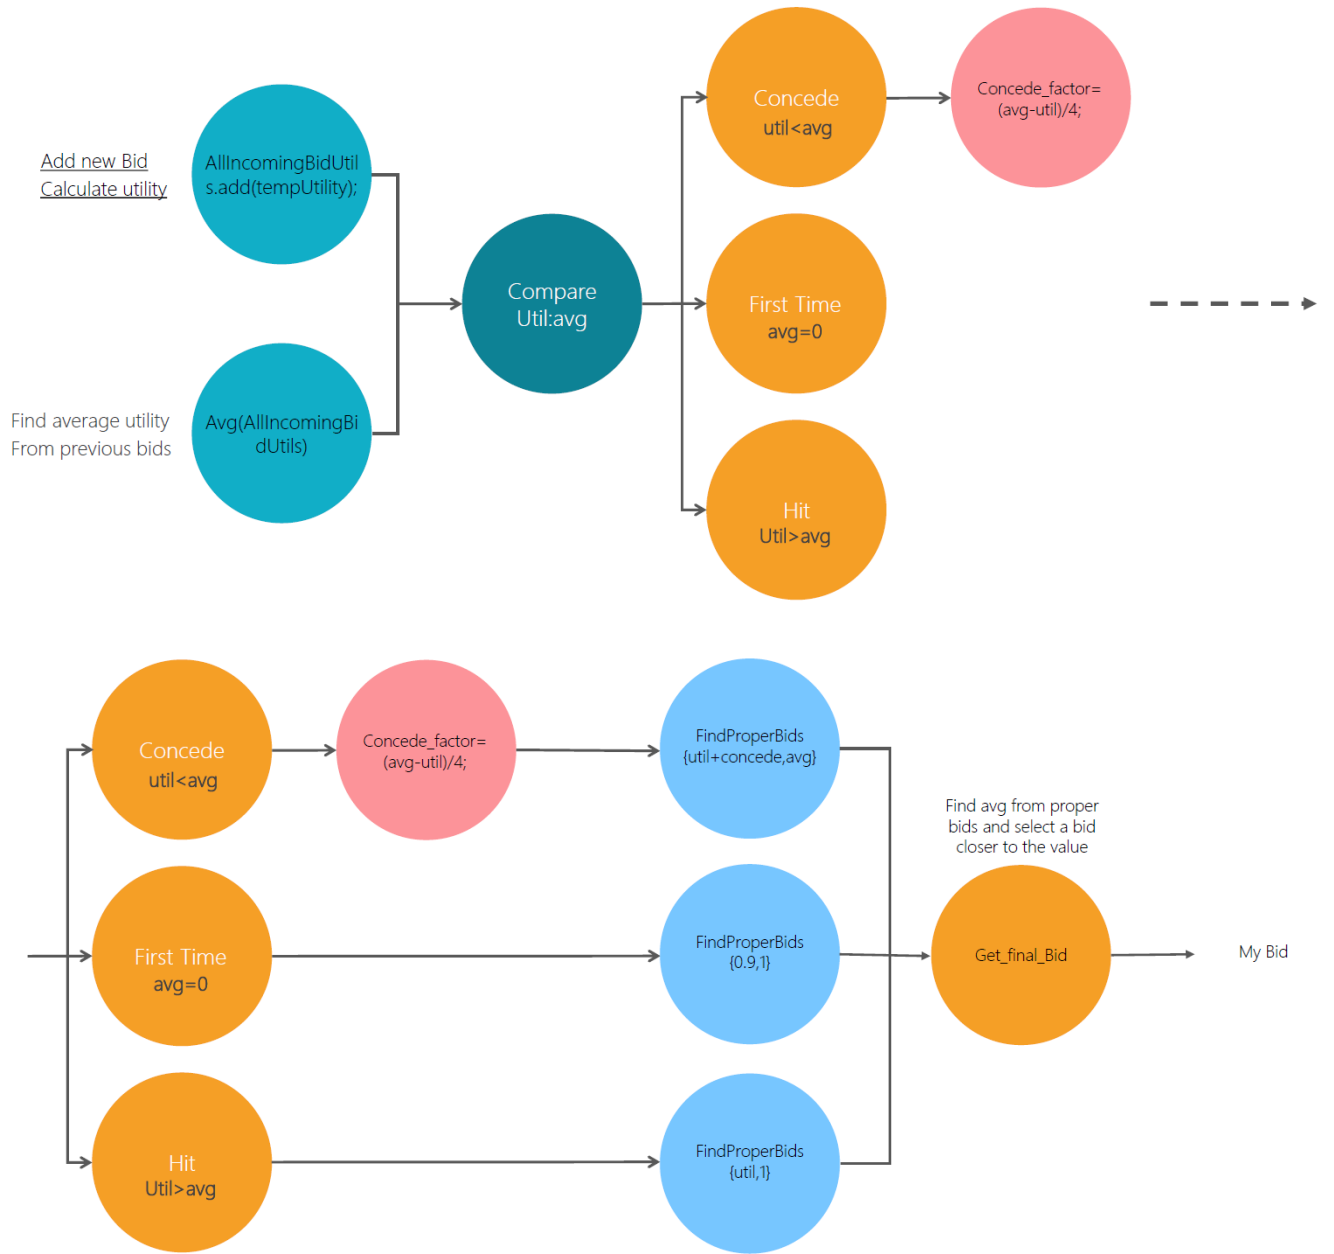 Add new Bid
Calculate utility
AllIncomingBidUtil
s.add(tempUtility);
Find average utility
From previous bids
Avg(AllIncomingBi
dUtils)
Compare
Util:avg
Concede
util<avg
Concede_factor=
(avg-util)/4;
First Time
avg=0
Hit
Util>avg
Concede
util<avg
Concede_factor=
(avg-util)/4;
FindProperBids
{util+concede,avg}
First Time
avg=0
FindProperBids
{0.9,1}
Hit
Util>avg
FindProperBids
{util,1}
Find avg from proper
bids and select a bid
closer to the value
Get_final_Bid
My Bid